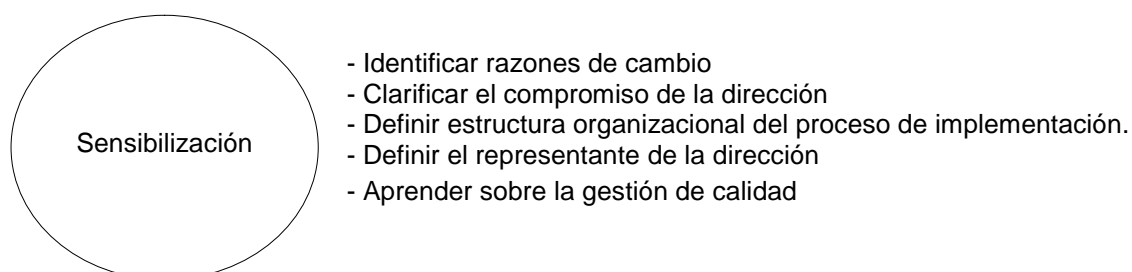 Sensibilización
- Identificar razones de cambio
- Clarificar el compromiso de la dirección
- Definir estructura organizacional del proceso de implementación.
- Definir el representante de la dirección
- Aprender sobre la gestión de calidad